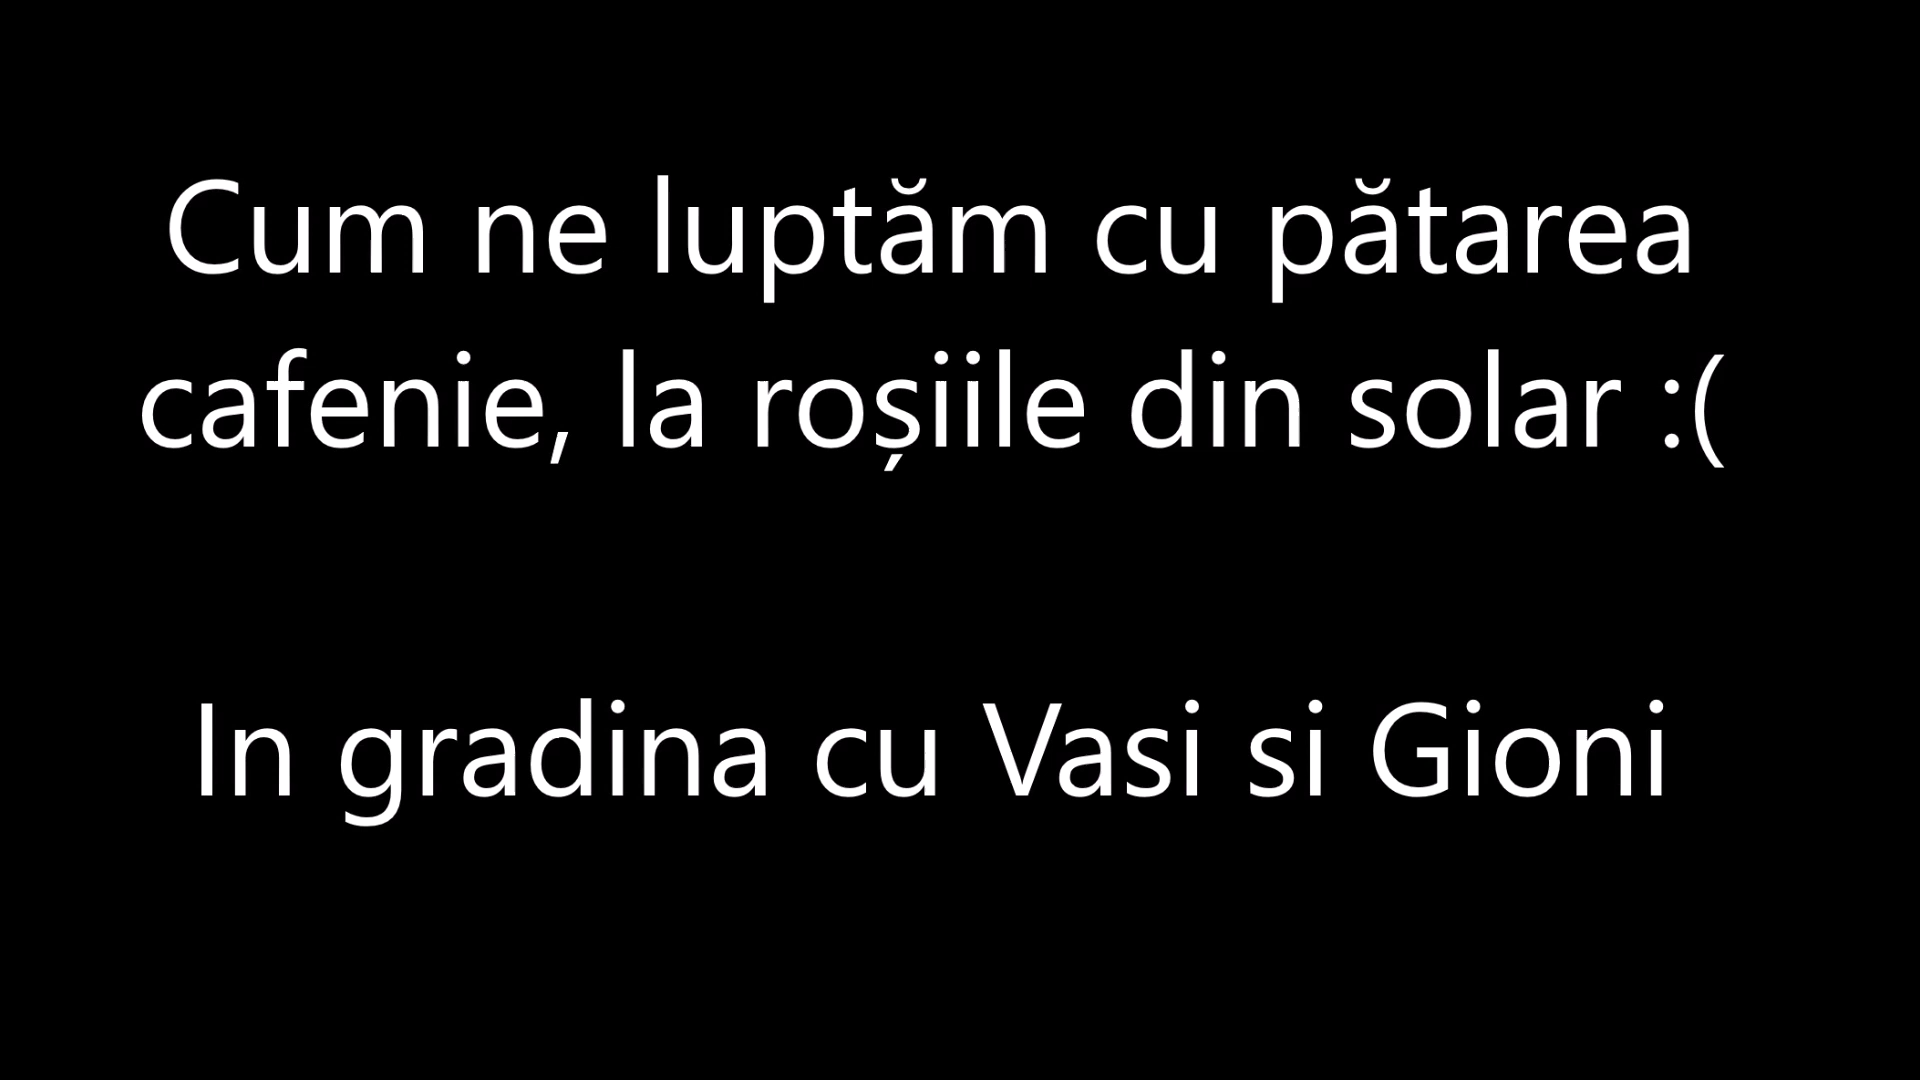 Cum ne luptăm cu pătarea
cafenie, la roșiile din solar :(
In gradina cu Vasi si Gioni